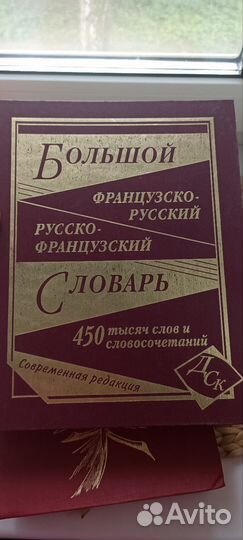 БОЛЬШОЙ
ФРАНЦУЗСКО-
РУССКИЙ
РУССКО-
ФРАНЦУЗСКИЙ
СЛОВАРЬ
450 тысяч слов и
словосочетаний
Современная редакция
ДСК
Avito